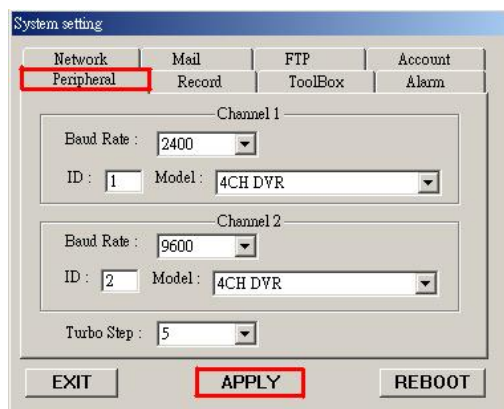 System setting
Network Mail FTP Account
Peripheral Record ToolBox Alarm
Channel 1
Baud Rate : 2400
ID : 1 Model : 4CH DVR
Channel 2
Baud Rate : 9600
ID : 2 Model : 4CH DVR
Turbo Step : 5
EXIT APPLY REBOOT